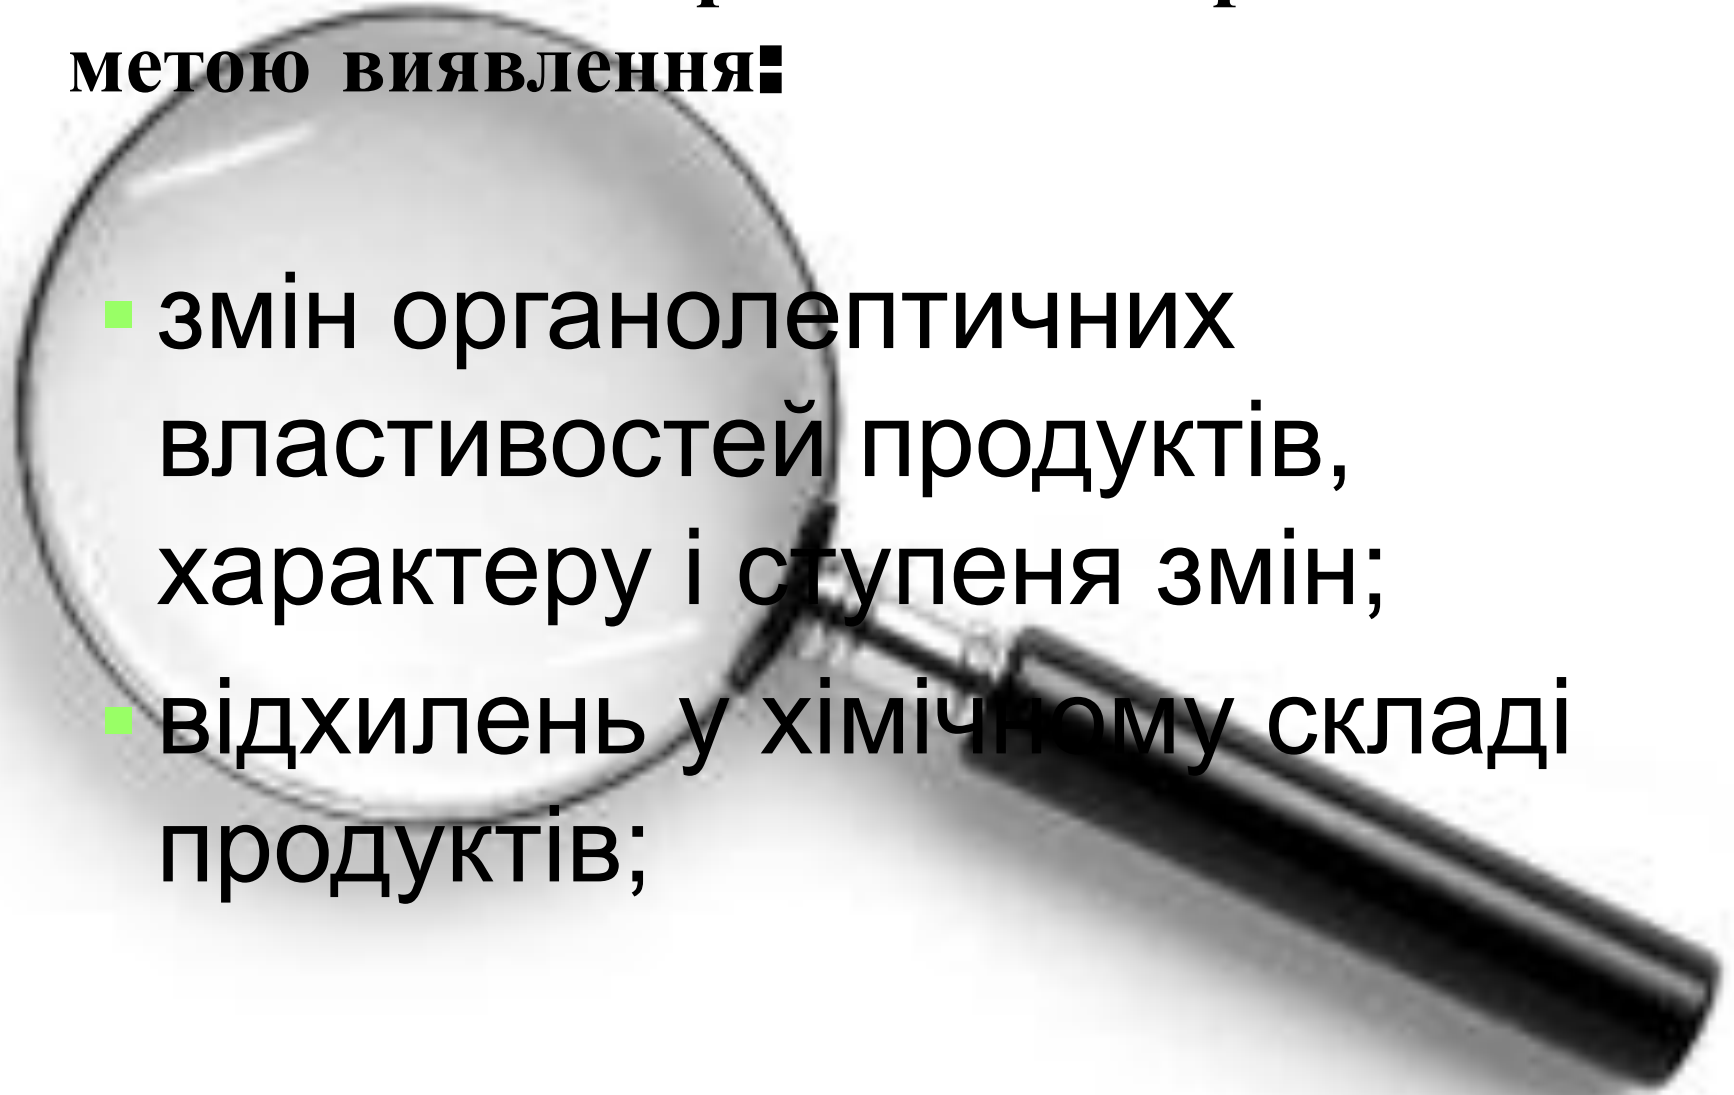 метою виявлення:
▪ змін органолептичних
властивостей продуктів,
характеру і ступеня змін;
▪ відхилень у хімічному складі
продуктів;